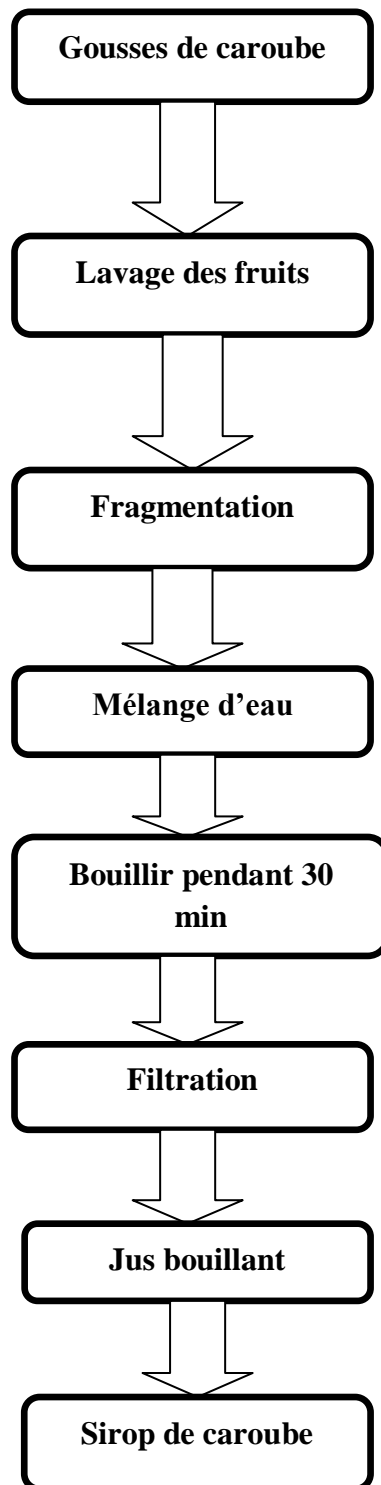 Gousses de caroube
Lavage des fruits
Fragmentation
Mélange d’eau
Bouillir pendant 30
min
Filtration
Jus bouillant
Sirop de caroube